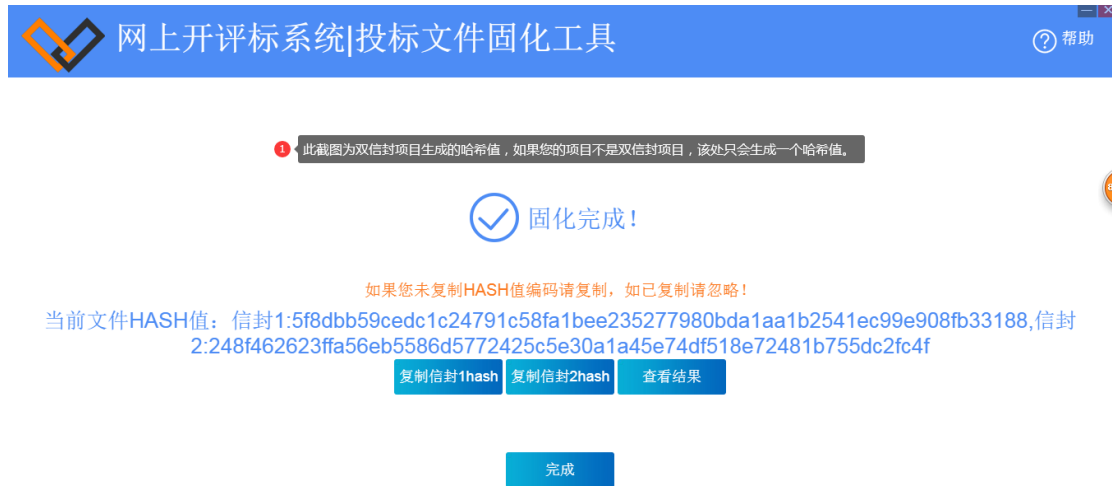 网上开评标系统|投标文件固化工具
帮助
1
此截图为双信封项目生成的哈希值，如果您的项目不是双信封项目，该处只会生成一个哈希值。
固化完成！
如果您未复制HASH值编码请复制，如已复制请忽略！
当前文件HASH值：信封1:5f8dbb59cedc1c24791c58fa1bee235277980bda1aa1b2541ec99e908fb33188,信封
2:248f462623ffa56eb5586d5772425c5e30a1a45e74df518e72481b755dc2fc4f
复制信封1hash 复制信封2hash 查看结果
完成